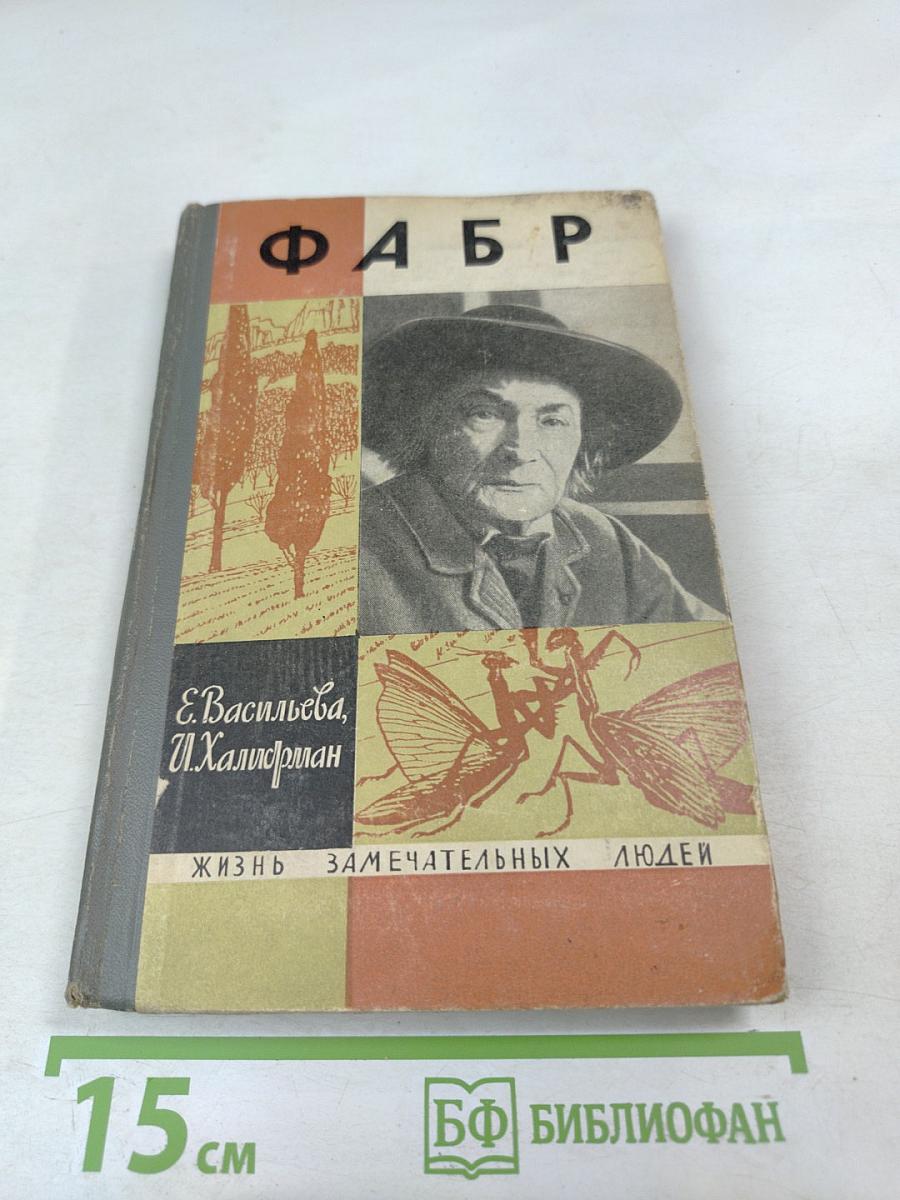 ФАБР
Е. Васильева,
И. Халифман
ЖИЗНЬ ЗАМЕЧАТЕЛЬНЫХ ЛЮДЕЙ
15 см
БФ БИБЛИОФАН